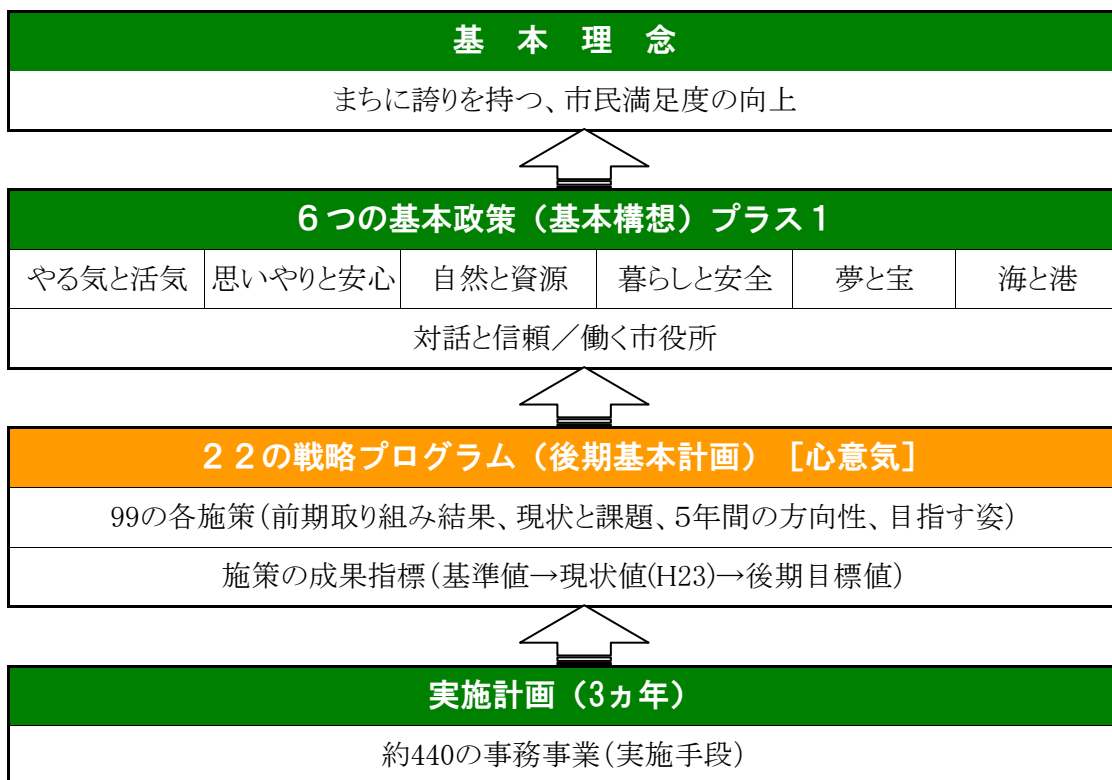 基 本 理 念
まちに誇りを持つ、市民満足度の向上
６つの基本政策（基本構想）プラス１
やる気と活気 思いやりと安心 自然と資源 暮らしと安全 夢と宝 海と港
対話と信頼／働く市役所
２２の戦略プログラム（後期基本計画）［心意気］
99の各施策（前期取り組み結果、現状と課題、5年間の方向性、目指す姿）
施策の成果指標（基準値→現状値(H23)→後期目標値）
実施計画（3ヵ年）
約440の事務事業（実施手段）